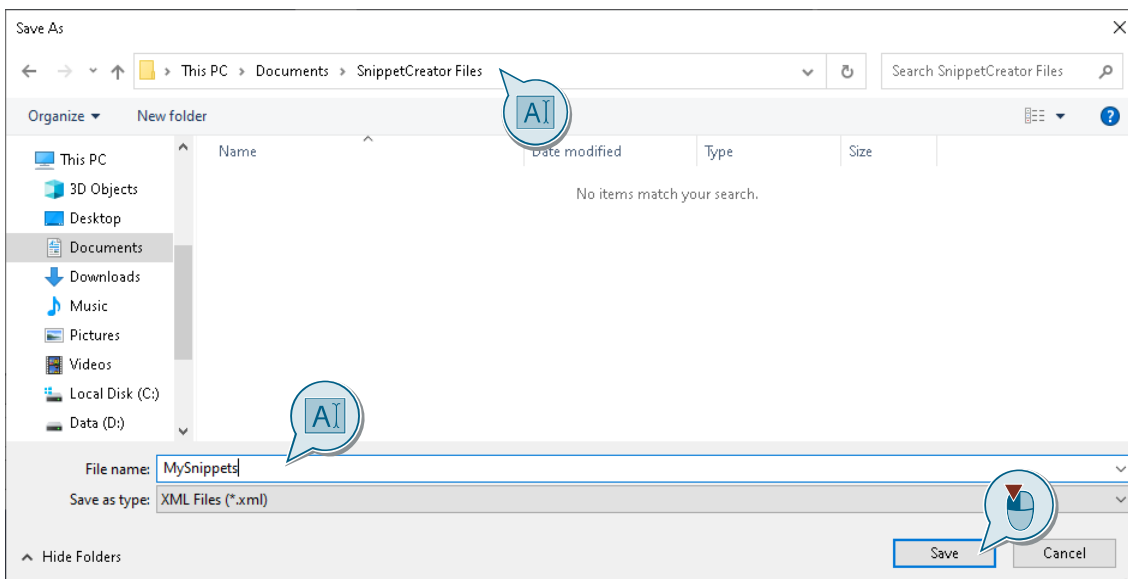 Save As
This PC > Documents > SnippetCreator Files
Search SnippetCreator Files
Organize
New folder
?
Name
Date modified
Type
Size
This PC
No items match your search.
3D Objects
Desktop
Documents
Downloads
Music
Pictures
Videos
Local Disk (C:)
Data (D:)
A
A
File name: MySnippets
Save as type: XML Files (*.xml)
Hide Folders
Save
Cancel